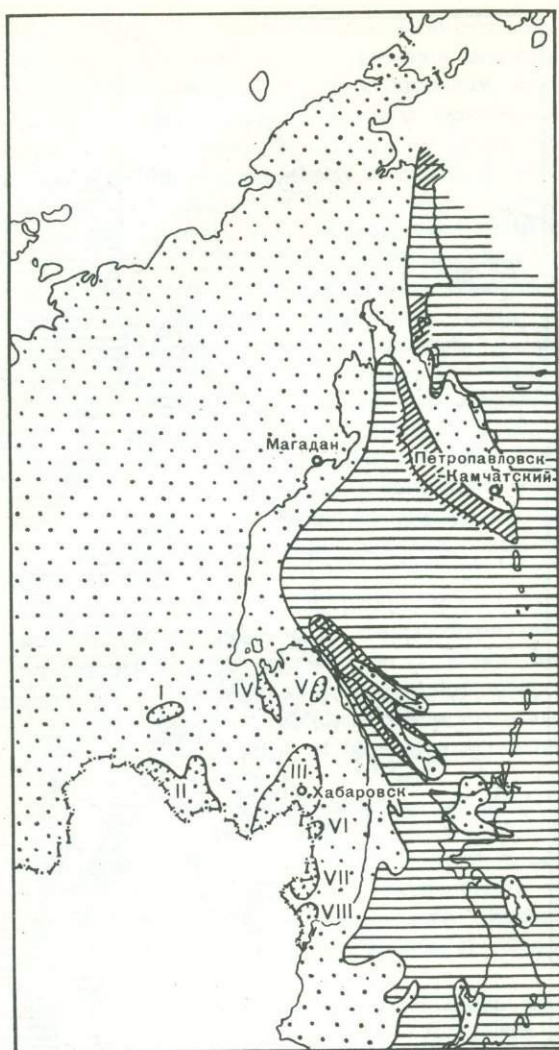 Магадан
Петропавловск-
Камчатский
I
IV
V
II
III
Хабаровск
VI
VII
VIII